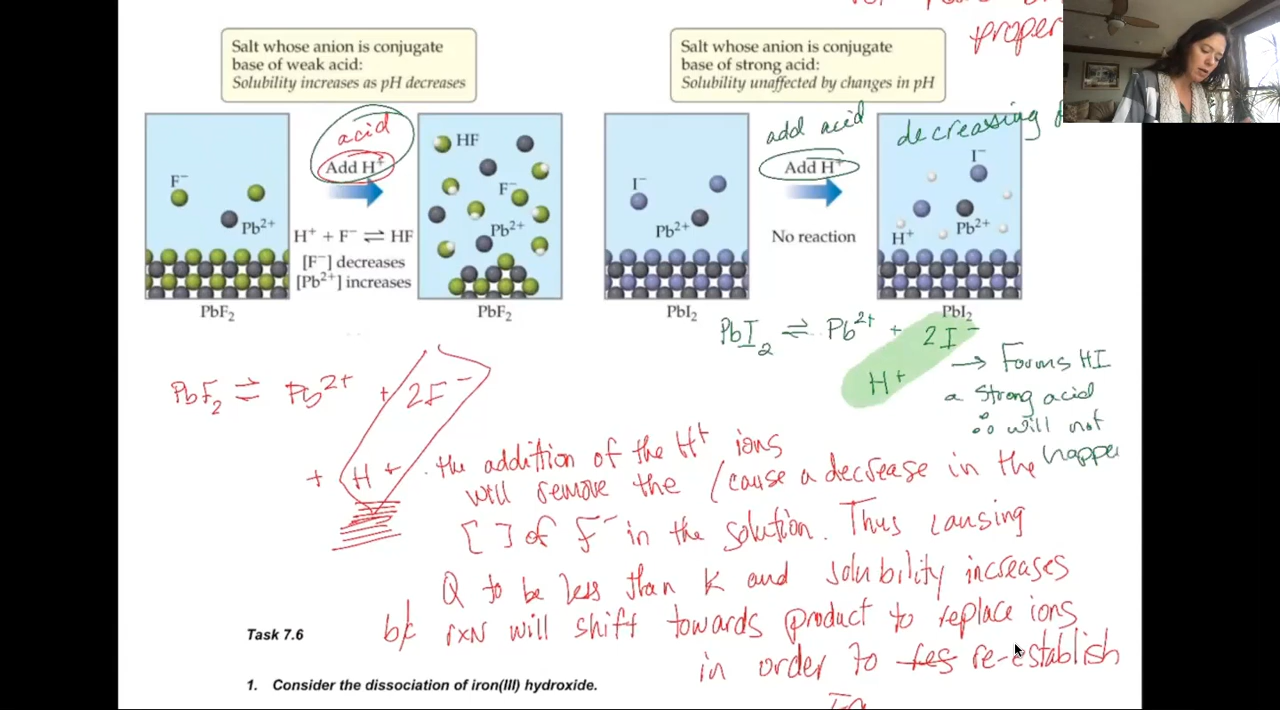 proper
Salt whose anion is conjugate
base of weak acid:
Solubility increases as pH decreases
Salt whose anion is conjugate
base of strong acid:
Solubility unaffected by changes in pH
acid
Add H⁺
F⁻
Pb²⁺
H⁺ + F⁻ ⇌ HF
[F⁻] decreases
[Pb²⁺] increases
HF
F⁻
Pb²⁺
PbF₂
PbF₂
add acid
Add H⁺
I⁻
Pb²⁺
No reaction
decreasing
I⁻
H⁺
Pb²⁺
PbI₂
PbI₂
PbI₂ ⇌ Pb²⁺ + 2I⁻
H⁺
→ Forms HI
a strong acid
∴ will not
happe
PbF₂ ⇌ Pb²⁺ + 2F⁻
+ H⁺
. the addition of the H⁺ ions
will remove the / cause a decrease in the
[ ] of F⁻ in the solution. Thus causing
Q to be less than K and solubility increases
b/c rxn will shift towards product to replace ions
in order to re-establish
Task 7.6
1. Consider the dissociation of iron(III) hydroxide.